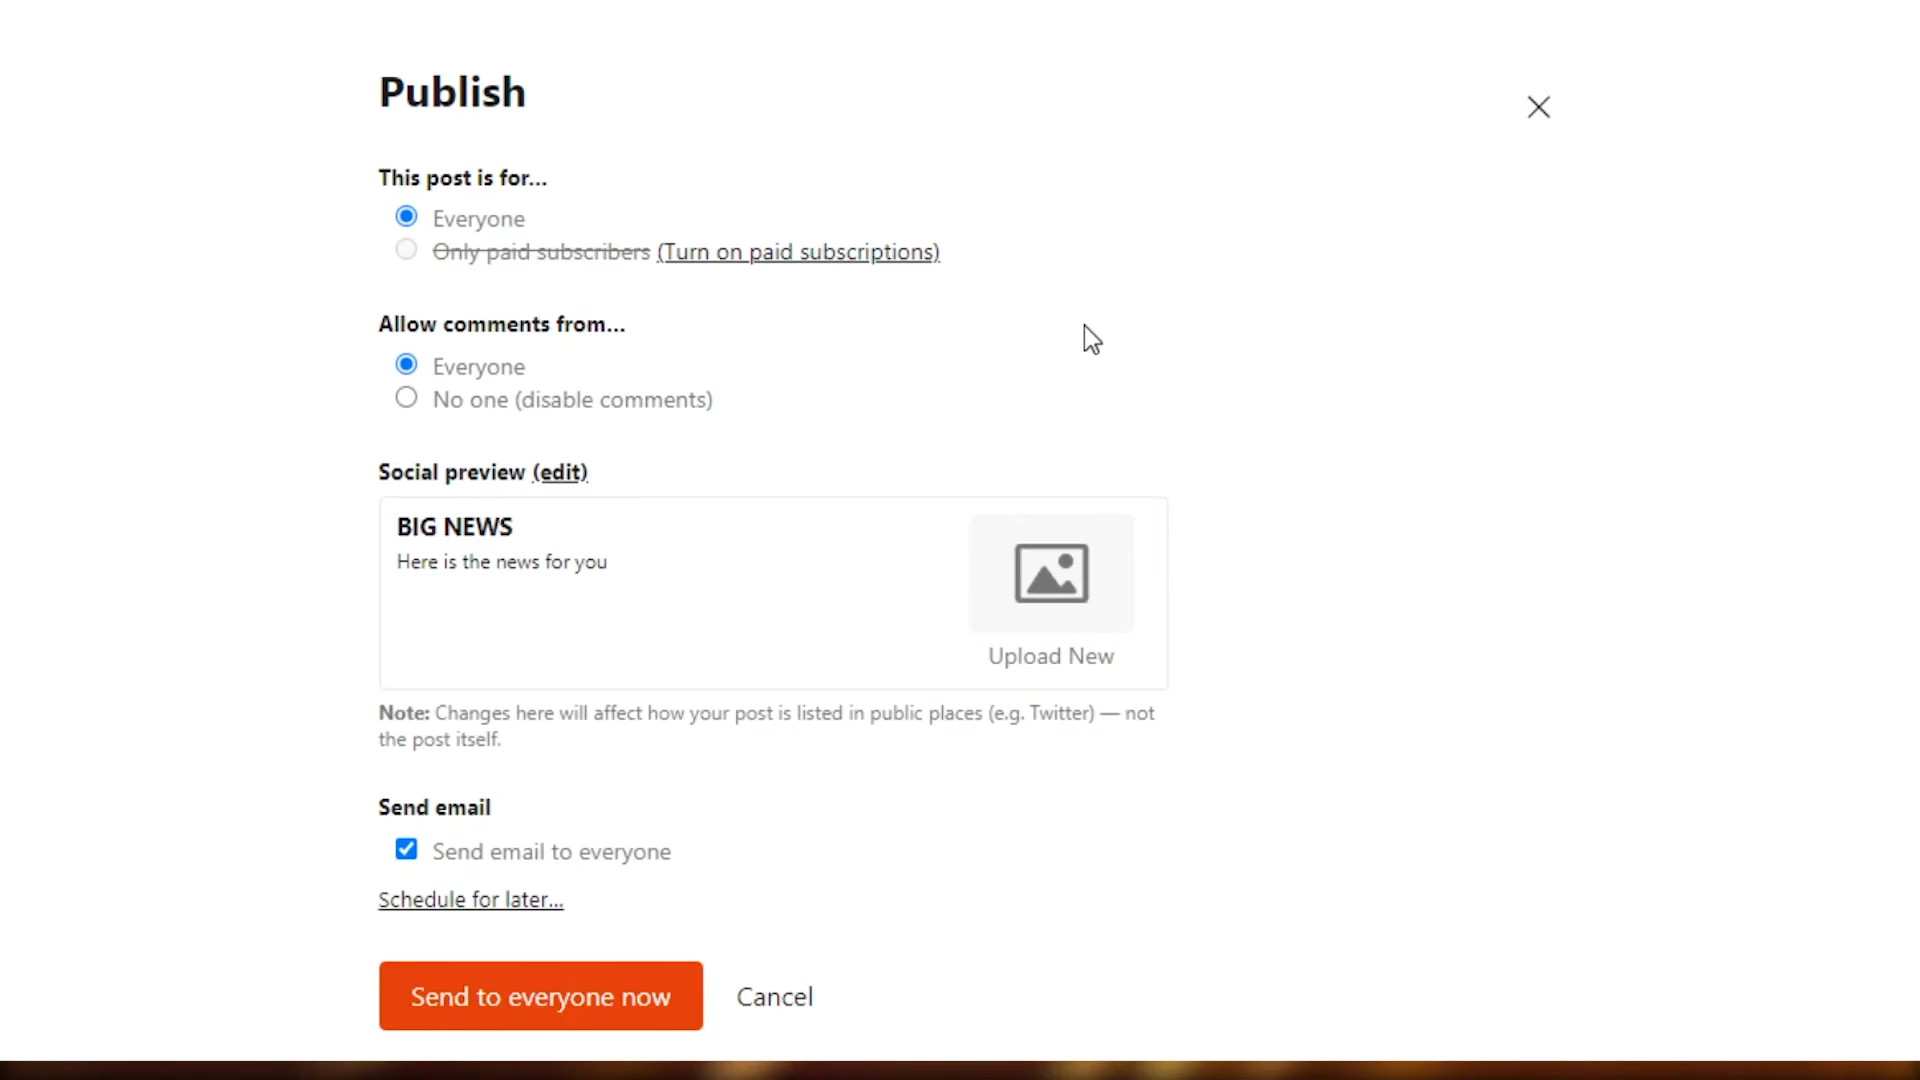 Publish
This post is for...
Everyone
Only paid subscribers (Turn on paid subscriptions)
Allow comments from...
Everyone
No one (disable comments)
Social preview (edit)
BIG NEWS
Here is the news for you
Upload New
Note: Changes here will affect how your post is listed in public places (e.g. Twitter) — not
the post itself.
Send email
Send email to everyone
Schedule for later...
Send to everyone now
Cancel